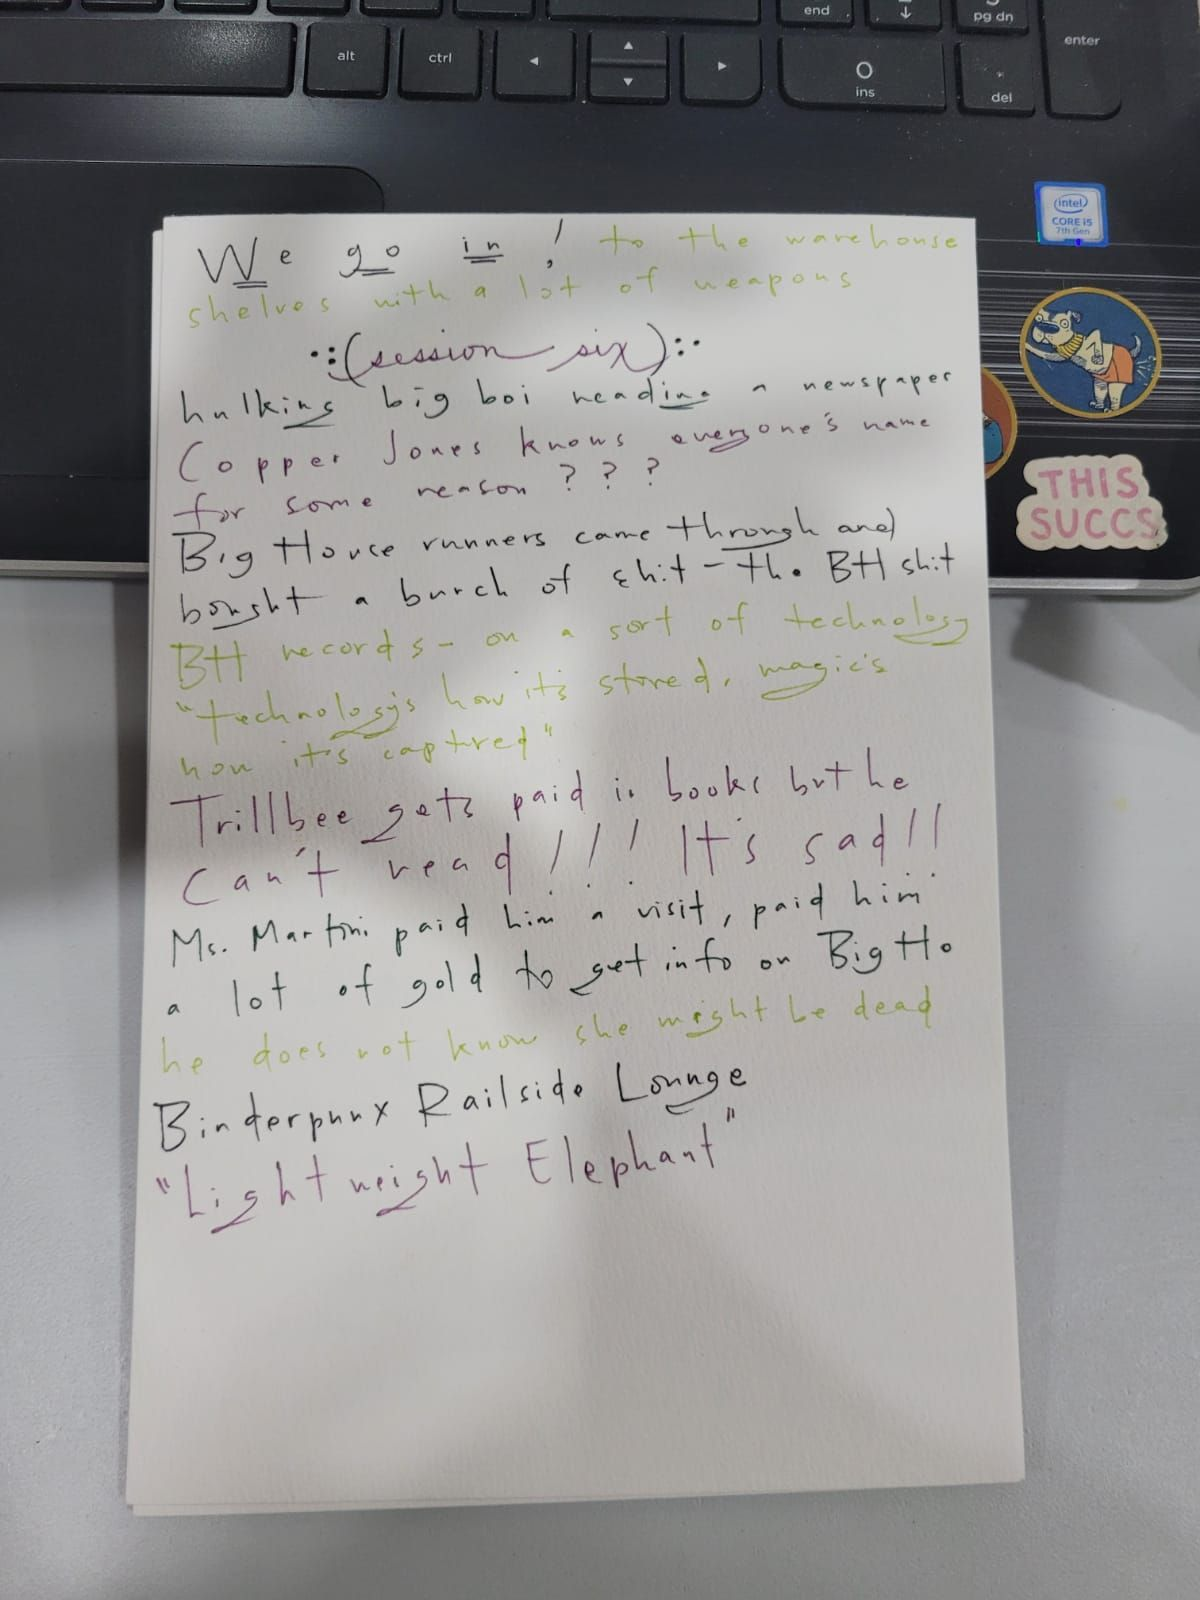 end
↓
pg dn
enter
alt
ctrl
◄
▲
▼
►
0
ins
.
del
intel
CORE i5
7th Gen
THIS
SUCCS
We go in! to the warehouse
shelves with a lot of weapons
(session six)
hulking big boi reading a newspaper
Copper Jones knows everyone's name
for some reason ???
Big House runners came through and
bought a bunch of shit - the BH shit
BH records - on a sort of technology
"technology's how it's stored, magic's
how it's captured"
Trillbee gets paid in books but he
can't read!!! It's sad!!
Ms. Martini paid him a visit, paid him
a lot of gold to get info on Big Ho
he does not know she might be dead
Binderpunx Railside Lounge
"Lightweight Elephant"